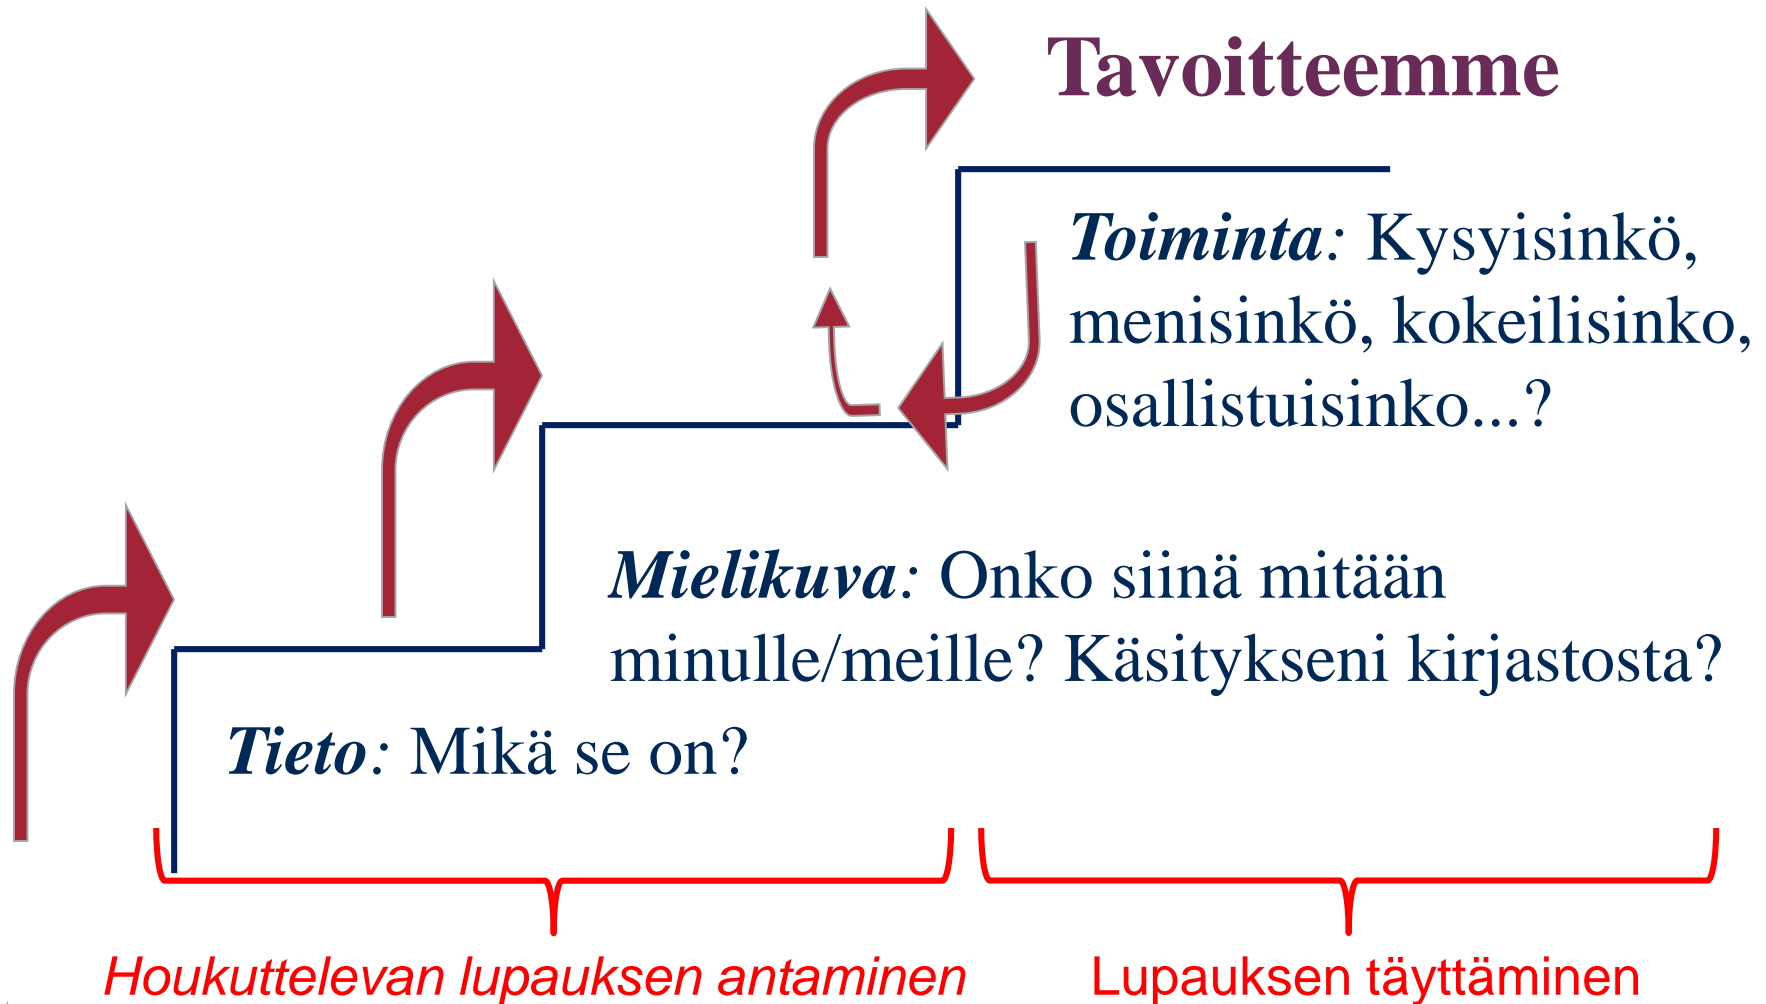 Tavoitteemme
Toiminta: Kysyisinkö,
menisinkö, kokeilisinko,
osallistuisinko...?
Mielikuva: Onko siinä mitään
minulle/meille? Käsitykseni kirjastosta?
Tieto: Mikä se on?
Houkuttelevan lupauksen antaminen
Lupauksen täyttäminen